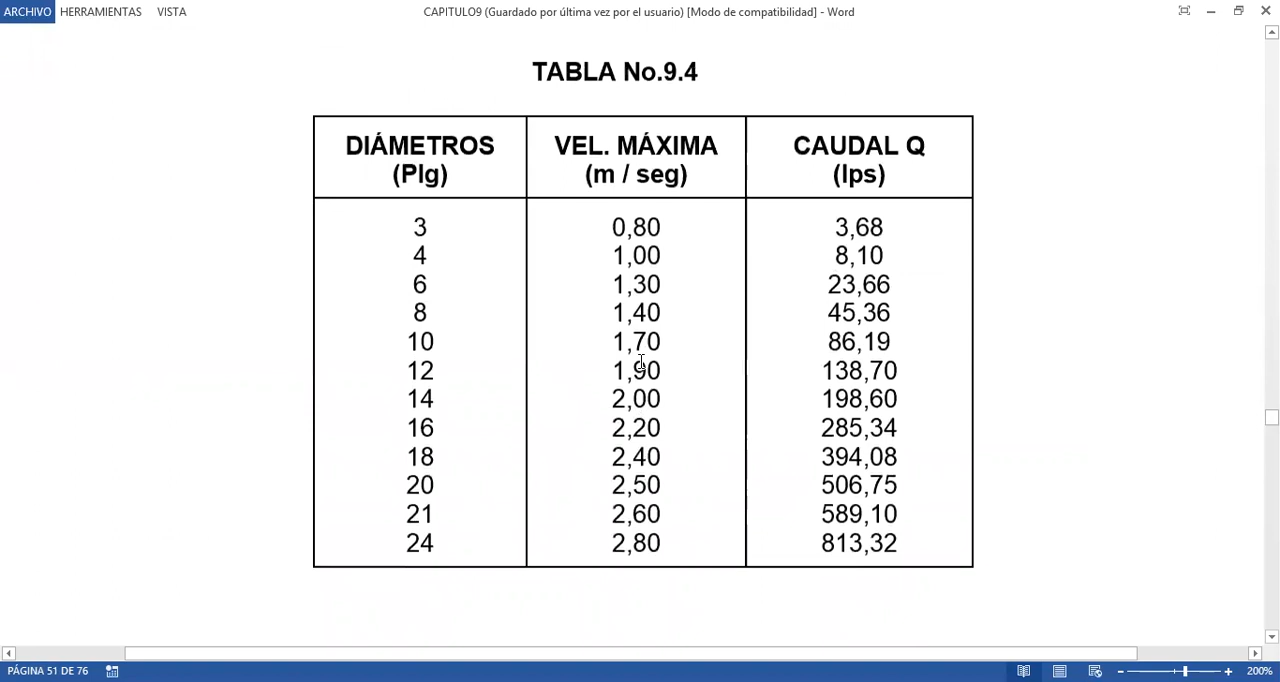 ARCHIVO HERRAMIENTAS VISTA CAPITULO9 (Guardado por última vez por el usuario) [Modo de compatibilidad] - Word
TABLA No.9.4
DIÁMETROS VEL. MÁXIMA CAUDAL Q
(Plg) (m / seg) (lps)
3 0,80 3,68
4 1,00 8,10
6 1,30 23,66
8 1,40 45,36
10 1,70 86,19
12 1,90 138,70
14 2,00 198,60
16 2,20 285,34
18 2,40 394,08
20 2,50 506,75
21 2,60 589,10
24 2,80 813,32
PÁGINA 51 DE 76 200%